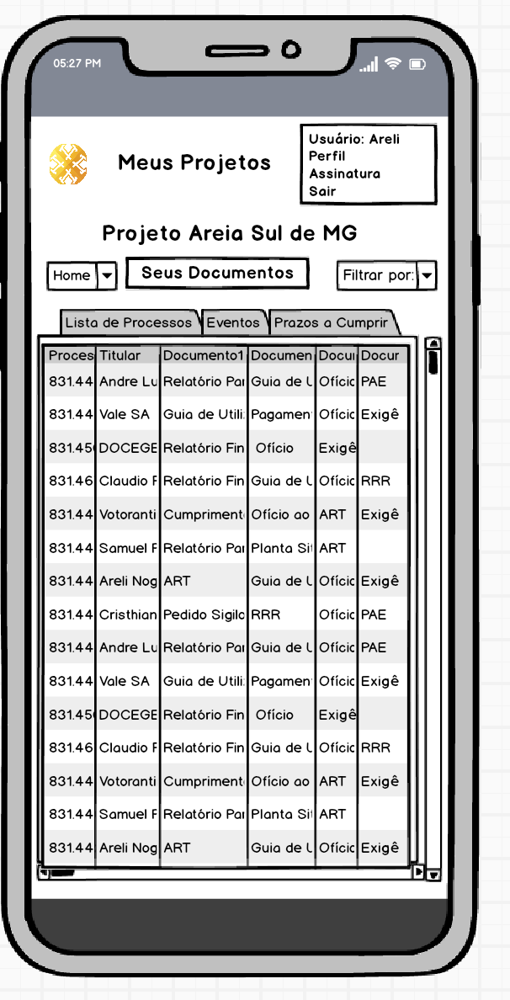 05:27 PM
Usuário: Areli
Perfil
Assinatura
Sair
Meus Projetos
Projeto Areia Sul de MG
Home
Seus Documentos
Filtrar por:
Lista de Processos Eventos Prazos a Cumprir
Proces Titular Documento1 Documen Docu Docur
831.44 Andre Lu Relatório Par Guia de U Ofício PAE
831.44 Vale SA Guia de Utili Pagamen Ofício Exigê
831.45 DOCEGE Relatório Fin Ofício Exigê
831.46 Claudio F Relatório Fin Guia de U Ofício RRR
831.44 Votoranti Cumpriment Ofício ao ART Exigê
831.44 Samuel F Relatório Par Planta Sit ART
831.44 Areli Nog ART Guia de U Ofício Exigê
831.44 Cristhian Pedido Sigilo RRR Ofício PAE
831.44 Andre Lu Relatório Par Guia de U Ofício PAE
831.44 Vale SA Guia de Utili Pagamen Ofício Exigê
831.45 DOCEGE Relatório Fin Ofício Exigê
831.46 Claudio F Relatório Fin Guia de U Ofício RRR
831.44 Votoranti Cumpriment Ofício ao ART Exigê
831.44 Samuel F Relatório Par Planta Sit ART
831.44 Areli Nog ART Guia de U Ofício Exigê